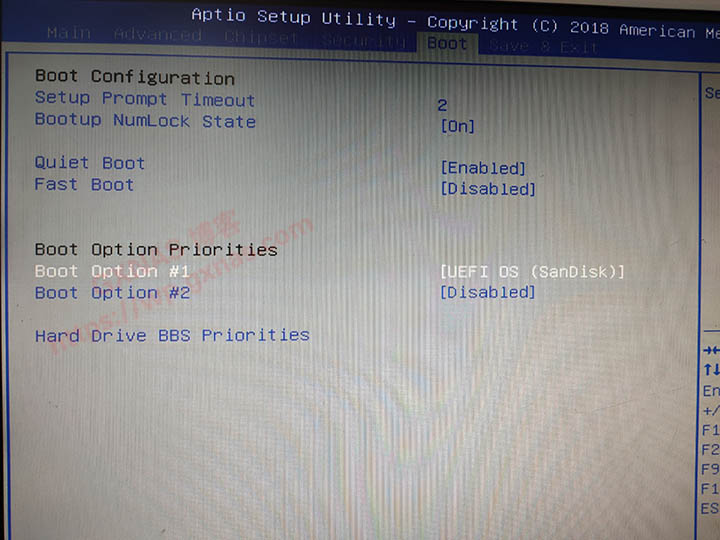 Aptio Setup Utility - Copyright (C) 2018 American Me
Main Advanced Chipset Security Boot Save & Exit
Boot Configuration
Setup Prompt Timeout 2
Bootup NumLock State [On]
Quiet Boot [Enabled]
Fast Boot [Disabled]
Boot Option Priorities
Boot Option #1 [UEFI OS (SanDisk)]
Boot Option #2 [Disabled]
Hard Drive BBS Priorities
Se
→←
↑↓
En
+/
F1
F2
F9
F1
ES